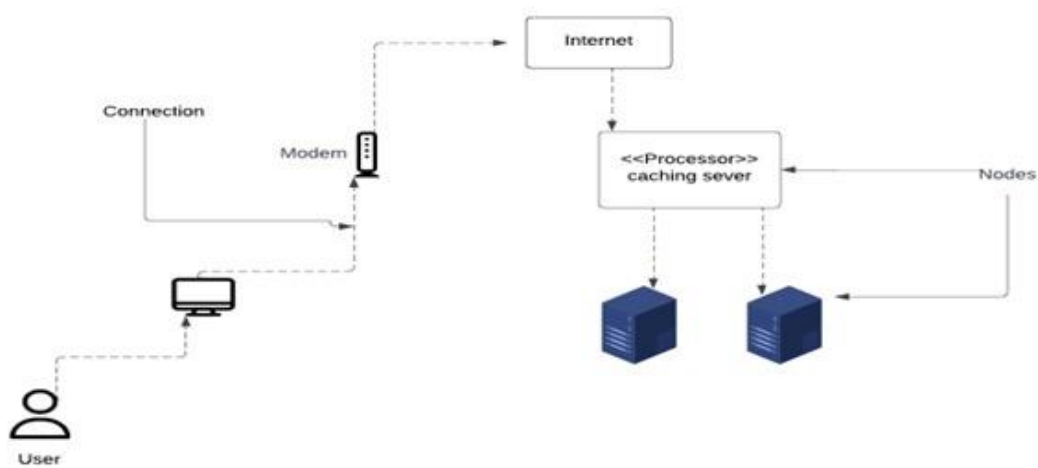 Internet
Connection
Modem
<<Processor>>
caching sever
Nodes
User